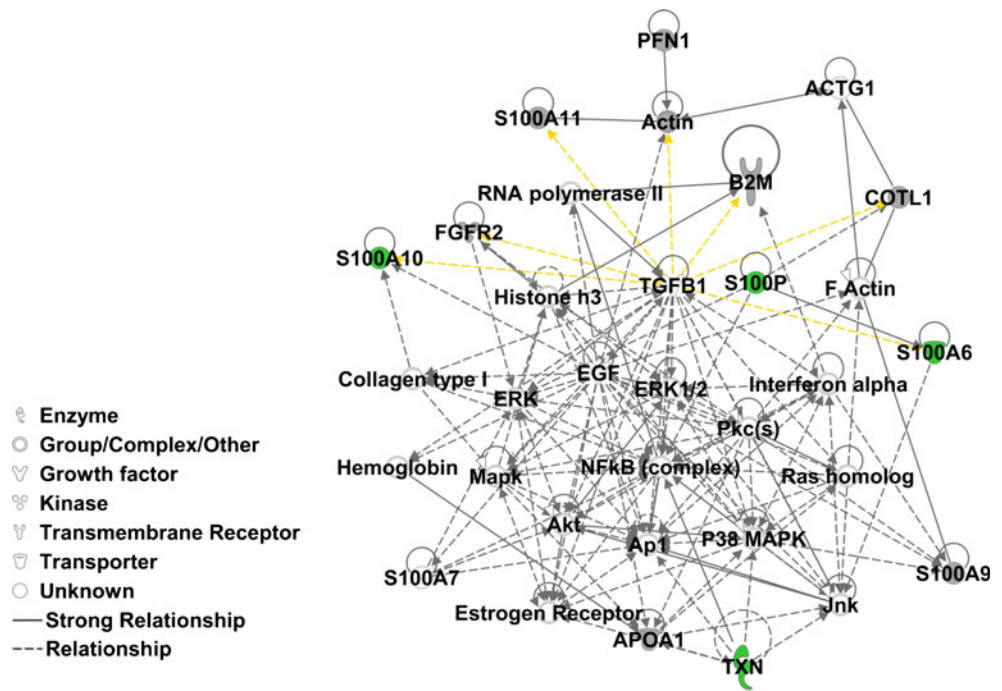 PFN1
ACTG1
S100A11
Actin
RNA polymerase II
B2M
COTL1
FGFR2
S100A10
Histone h3
TGFB1
S100P
F Actin
S100A6
Collagen type I
ERK
EGF
ERK1/2
Interferon alpha
Pkc(s)
Hemoglobin
Mapk
NFkB (complex)
Ras homolog
Akt
Ap1
P38 MAPK
S100A7
S100A9
Estrogen Receptor
Jnk
APOA1
TXN
Enzyme
Group/Complex/Other
Growth factor
Kinase
Transmembrane Receptor
Transporter
Unknown
Strong Relationship
Relationship